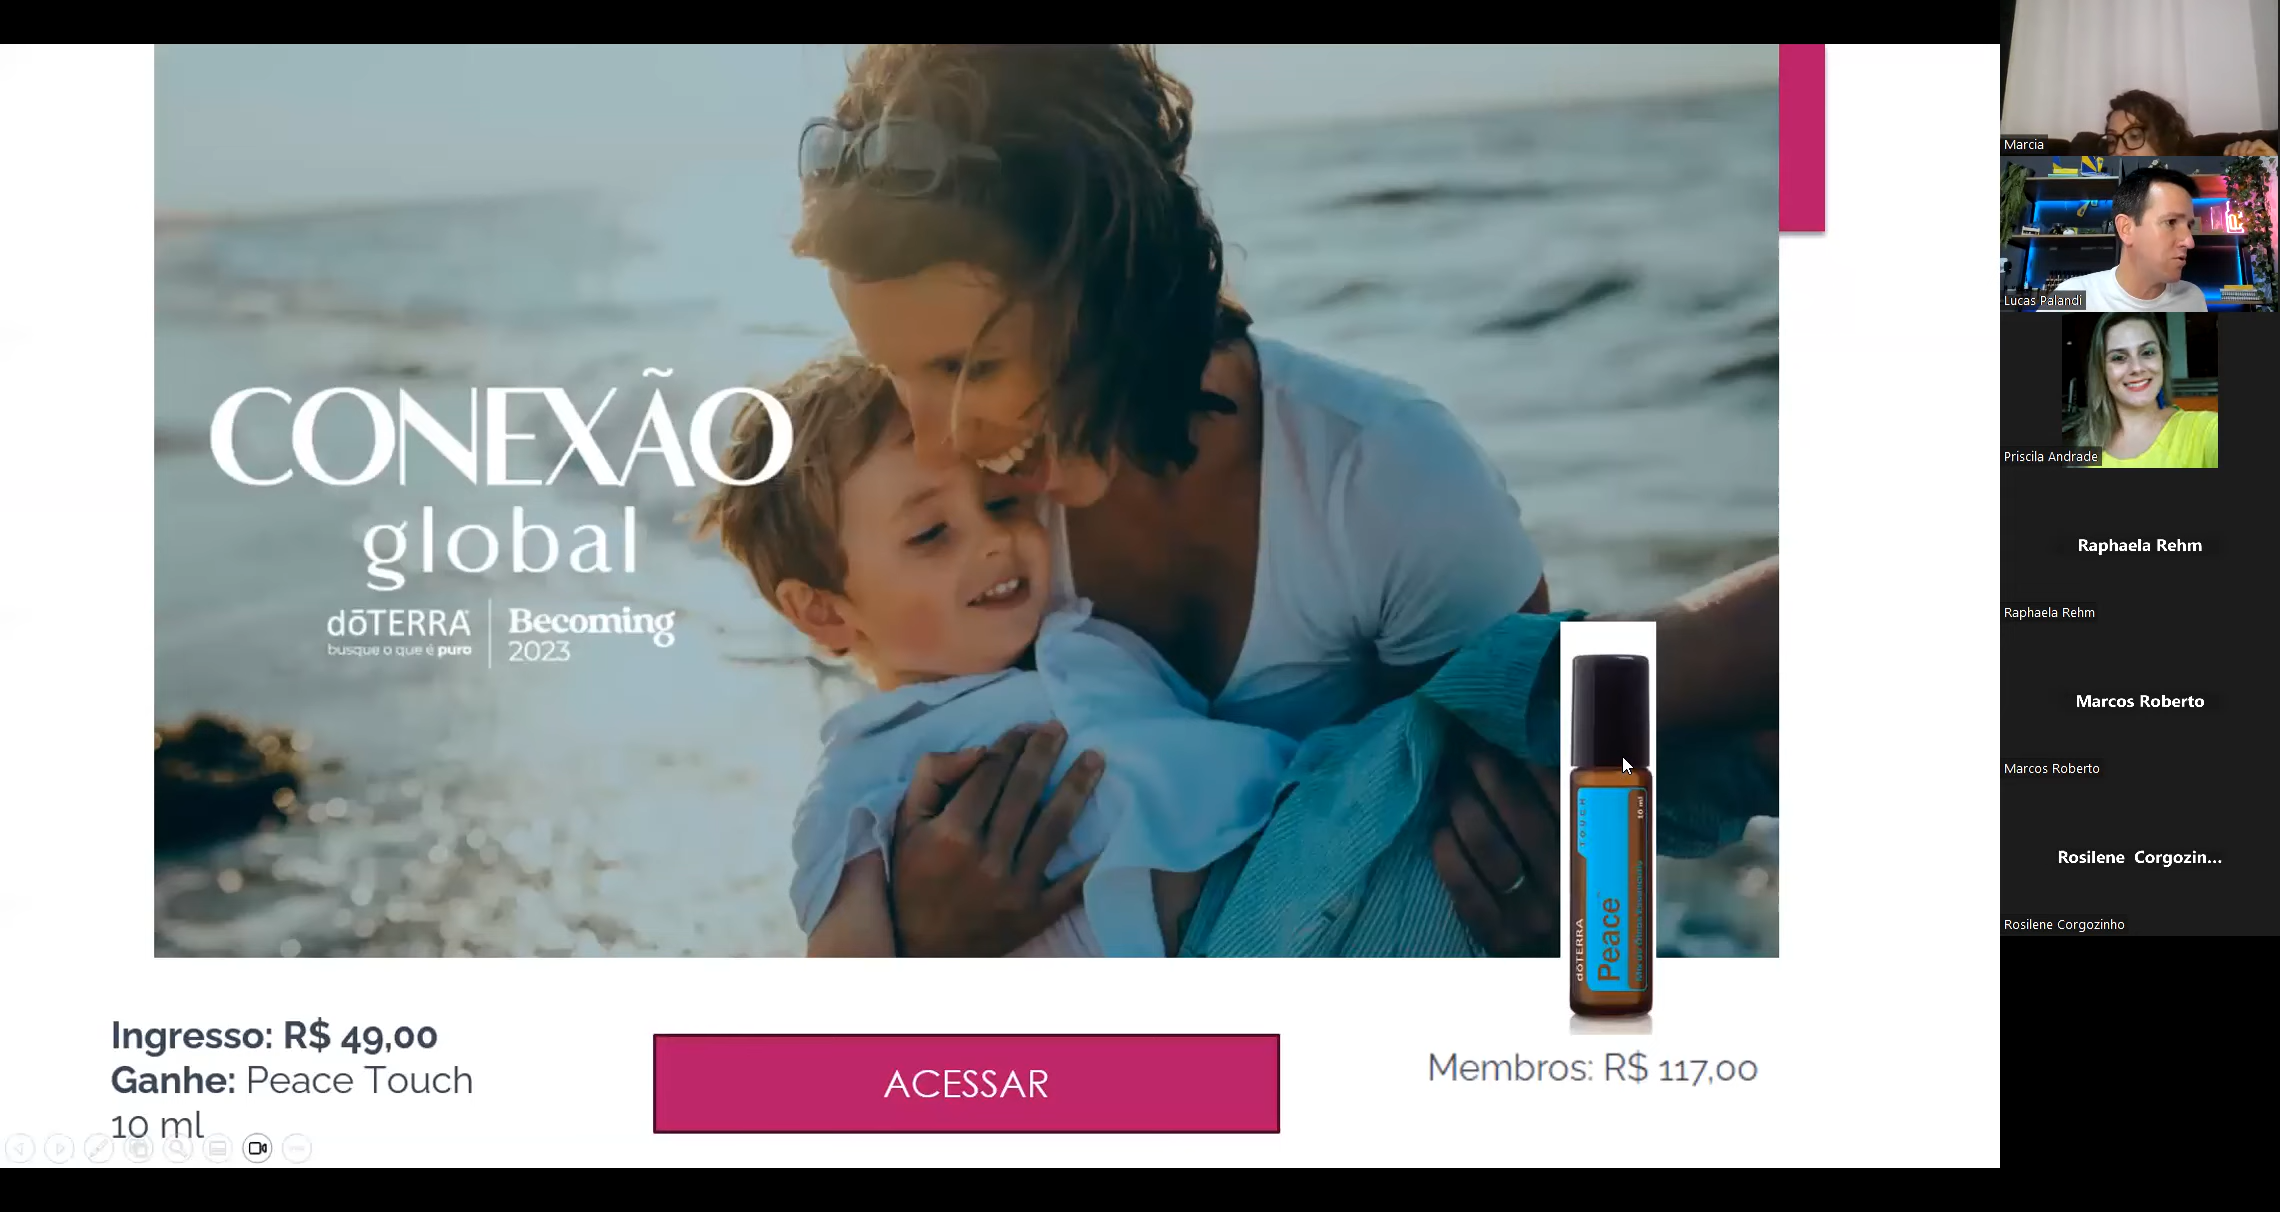 CONEXÃO
global
dōTERRA
busque o que é puro
Becoming
2023
TOUCH
10 ml
dōTERRA
Peace
Ingresso: R$ 49,00
Ganhe: Peace Touch
10 ml
ACESSAR
Membros: R$ 117,00
Marcia
Lucas Palandi
Priscila Andrade
Raphaela Rehm
Raphaela Rehm
Marcos Roberto
Marcos Roberto
Rosilene Corgozin...
Rosilene Corgozinho